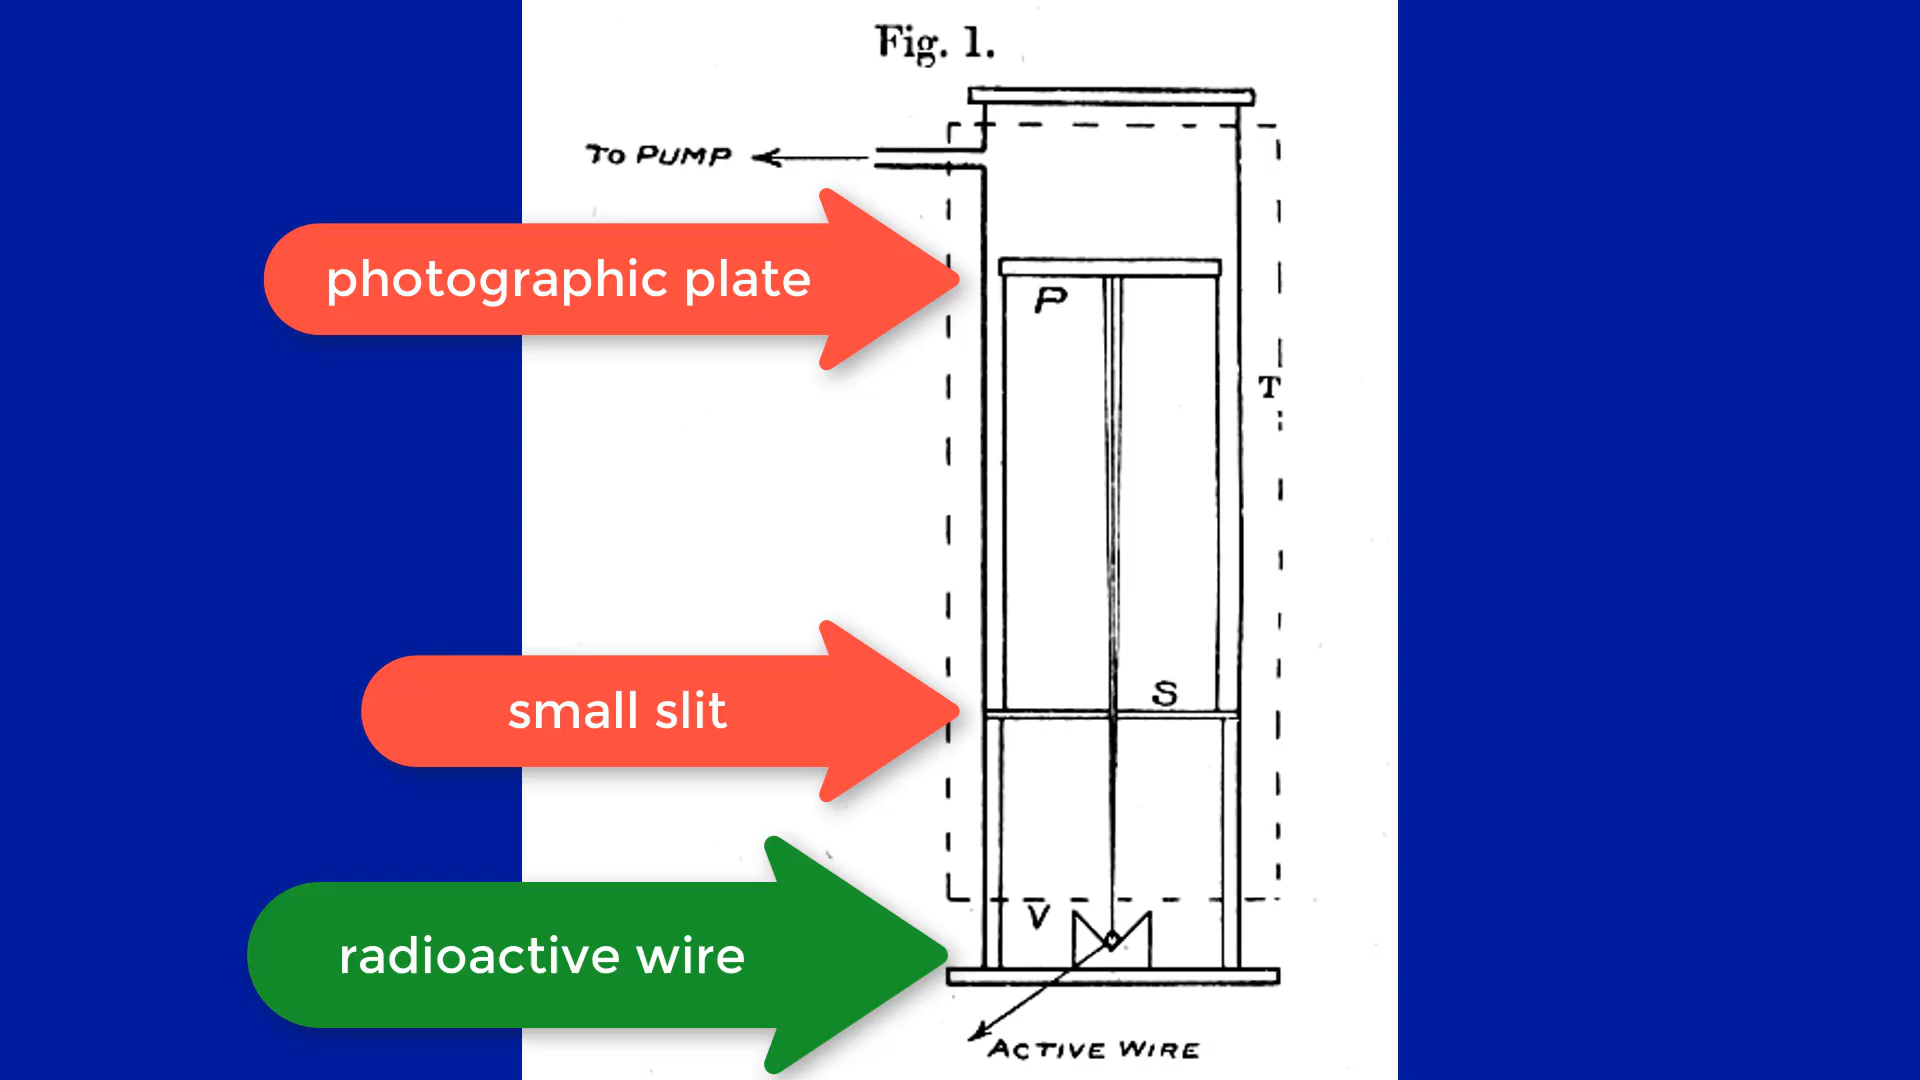 Fig. 1.
To PUMP
photographic plate
P
T
small slit
S
V
radioactive wire
ACTIVE WIRE